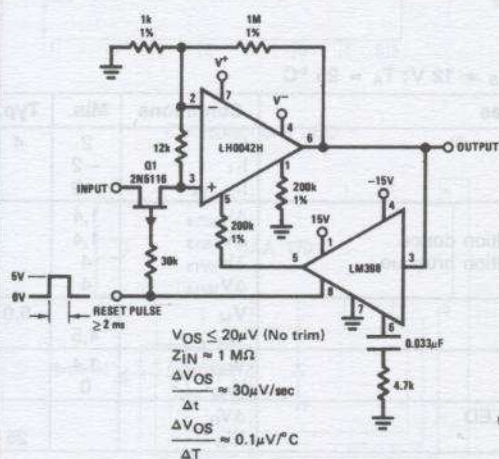 1k
1%
1M
1%
V+
7
V−
2
−
4
6
OUTPUT
12k
LH0042H
Q1
2N5116
INPUT
3
+
1
5
200k
1%
200k
1%
−15V
15V
4
1
30k
5
LM398
3
8
5V
0V
RESET PULSE
≥ 2 ms
7
6
0.033µF
4.7k
VOS ≤ 20µV (No trim)
ZIN ≈ 1 MΩ
ΔVOS
Δt
≈ 30µV/sec
ΔVOS
ΔT
≈ 0.1µV/°C
Min.
Typ.